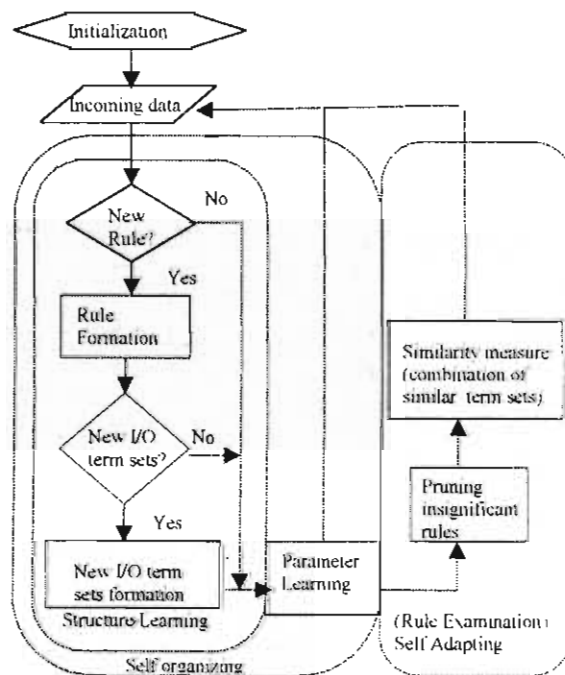 Initialization
Incoming data
No
New
Rule?
Yes
Rule
Formation
New I/O
term sets?
No
Yes
New I/O term
sets formation
Structure Learning
Self organizing
Parameter
Learning
Similarity measure
(combination of
similar term sets)
Pruning
insignificant
rules
(Rule Examination)
Self Adapting